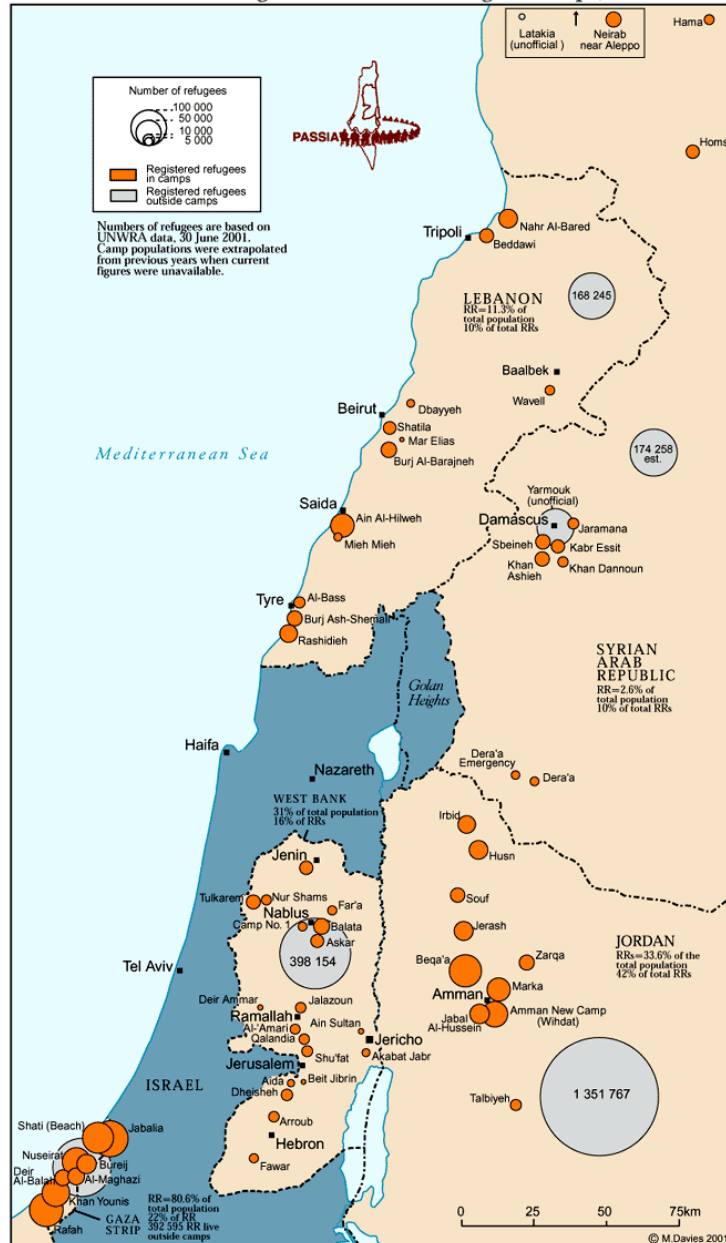 Latakia
(unofficial )
Neirab
near Aleppo
Hama
Number of refugees
100 000
50 000
10 000
5 000
Registered refugees
in camps
Registered refugees
outside camps
PASSIA
Homs
Numbers of refugees are based on
UNWRA data, 30 June 2001.
Camp populations were extrapolated
from previous years when current
figures were unavailable.
Tripoli
Nahr Al-Bared
Beddawi
LEBANON
RR=11.3% of
total population
10% of total RRs
168 245
Baalbek
Wavell
Beirut
Dbayyeh
Shatila
Mar Elias
Burj Al-Barajneh
Mediterranean Sea
174 258
est.
Saida
Ain Al-Hilweh
Mieh Mieh
Yarmouk
(unofficial)
Damascus
Jaramana
Sbeineh
Kabr Essit
Khan
Ashieh
Khan Dannoun
Tyre
Al-Bass
Burj Ash-Shemali
Rashidieh
SYRIAN
ARAB
REPUBLIC
RR=2.6% of
total population
10% of total RRs
Golan
Heights
Haifa
Nazareth
Dera'a
Emergency
Dera'a
WEST BANK
31% of total population
16% of RRs
Irbid
Husn
Jenin
Tulkarem
Nur Shams
Far'a
Nablus
Camp No. 1
Balata
Askar
398 154
Souf
Jerash
JORDAN
RRs=33.6% of the
total population
42% of total RRs
Beqa'a
Zarqa
Tel Aviv
Marka
Amman
Jabal
Al-Hussein
Amman New Camp
(Wihdat)
Deir Ammar
Jalazoun
Ramallah
Al-'Amari
Ain Sultan
Qalandia
Jericho
Shu'fat
Akabat Jabr
Jerusalem
ISRAEL
Aida
Beit Jibrin
Dheisheh
1 351 767
Talbiyeh
Arroub
Hebron
Fawar
Shati (Beach)
Jabalia
Nuseirat
Bureij
Deir
Al-Balah
Al-Maghazi
Khan Younis
Rafah
GAZA
STRIP
RR=80.6% of
total population
22% of RR
392 595 RR live
outside camps
0 25 50 75km
© M.Davies 2001